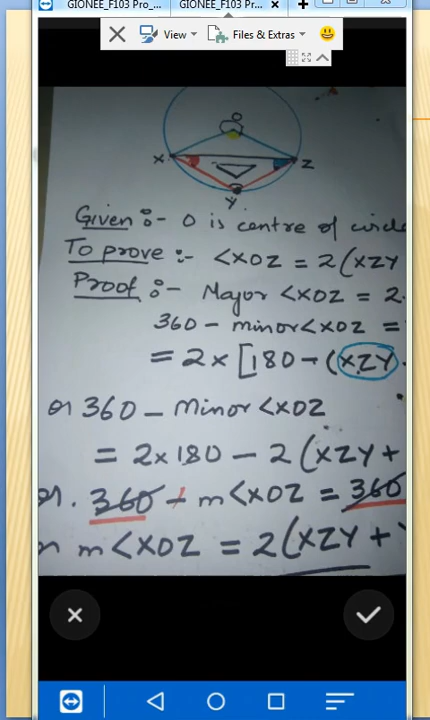 GIONEE_F103 Pro_...
GIONEE_F103 Pr...
View
Files & Extras
O
X
Z
Y
Given :- O is centre of circle
To prove :- <XOZ = 2(XZY
Proof :- Major <XOZ = 2
360 - minor<XOZ =
= 2 x [180 - (XZY
or 360 - Minor <XOZ
= 2x180 - 2 (XZY +
or. 360 - m<XOZ = 360
m<XOZ = 2(XZY +